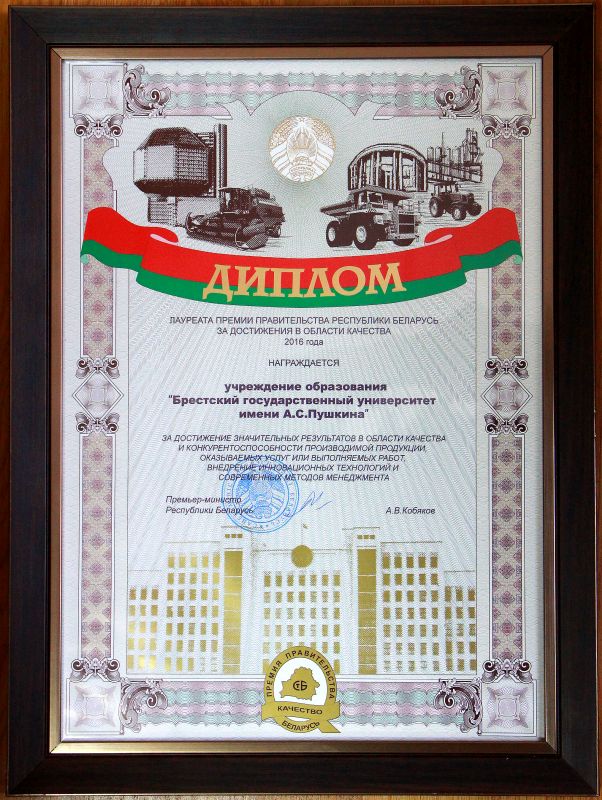 ДИПЛОМ
ЛАУРЕАТА ПРЕМИИ ПРАВИТЕЛЬСТВА РЕСПУБЛИКИ БЕЛАРУСЬ
ЗА ДОСТИЖЕНИЯ В ОБЛАСТИ КАЧЕСТВА
2016 года
НАГРАЖДАЕТСЯ
учреждение образования
"Брестский государственный университет
имени А.С.Пушкина"
ЗА ДОСТИЖЕНИЕ ЗНАЧИТЕЛЬНЫХ РЕЗУЛЬТАТОВ В ОБЛАСТИ КАЧЕСТВА
И КОНКУРЕНТОСПОСОБНОСТИ ПРОИЗВОДИМОЙ ПРОДУКЦИИ,
ОКАЗЫВАЕМЫХ УСЛУГ ИЛИ ВЫПОЛНЯЕМЫХ РАБОТ,
ВНЕДРЕНИЕ ИННОВАЦИОННЫХ ТЕХНОЛОГИЙ И
СОВРЕМЕННЫХ МЕТОДОВ МЕНЕДЖМЕНТА
Премьер-министр
Республики Беларусь А.В.Кобяков
ПРЕМИЯ ПРАВИТЕЛЬСТВА
СТБ
КАЧЕСТВО
БЕЛАРУСЬ